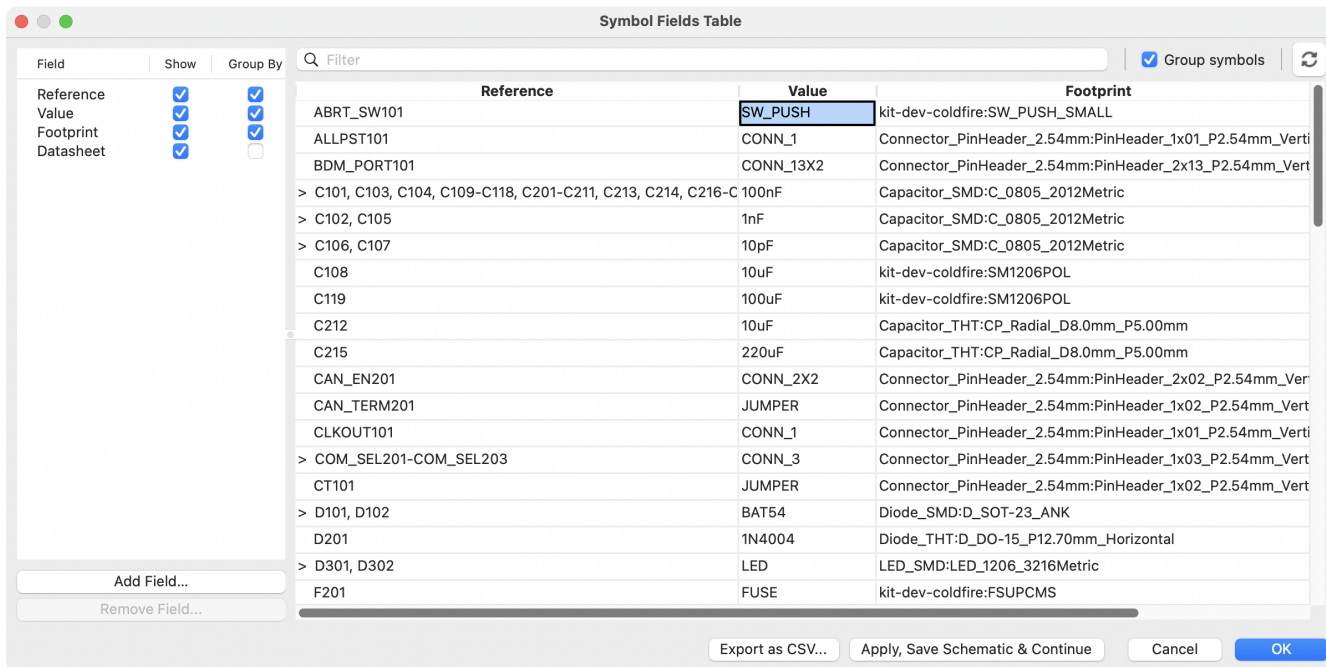 Symbol Fields Table
Field Show Group By
Reference
Value
Footprint
Datasheet
Add Field...
Remove Field...
Filter
Group symbols
Reference Value Footprint
ABRT_SW101 SW_PUSH kit-dev-coldfire:SW_PUSH_SMALL
ALLPST101 CONN_1 Connector_PinHeader_2.54mm:PinHeader_1x01_P2.54mm_Verti
BDM_PORT101 CONN_13X2 Connector_PinHeader_2.54mm:PinHeader_2x13_P2.54mm_Vert
> C101, C103, C104, C109-C118, C201-C211, C213, C214, C216-C 100nF Capacitor_SMD:C_0805_2012Metric
> C102, C105 1nF Capacitor_SMD:C_0805_2012Metric
> C106, C107 10pF Capacitor_SMD:C_0805_2012Metric
C108 10uF kit-dev-coldfire:SM1206POL
C119 100uF kit-dev-coldfire:SM1206POL
C212 10uF Capacitor_THT:CP_Radial_D8.0mm_P5.00mm
C215 220uF Capacitor_THT:CP_Radial_D8.0mm_P5.00mm
CAN_EN201 CONN_2X2 Connector_PinHeader_2.54mm:PinHeader_2x02_P2.54mm_Ver
CAN_TERM201 JUMPER Connector_PinHeader_2.54mm:PinHeader_1x02_P2.54mm_Vert
CLKOUT101 CONN_1 Connector_PinHeader_2.54mm:PinHeader_1x01_P2.54mm_Verti
> COM_SEL201-COM_SEL203 CONN_3 Connector_PinHeader_2.54mm:PinHeader_1x03_P2.54mm_Vert
CT101 JUMPER Connector_PinHeader_2.54mm:PinHeader_1x02_P2.54mm_Vert
> D101, D102 BAT54 Diode_SMD:D_SOT-23_ANK
D201 1N4004 Diode_THT:D_DO-15_P12.70mm_Horizontal
> D301, D302 LED LED_SMD:LED_1206_3216Metric
F201 FUSE kit-dev-coldfire:FSUPCMS
Export as CSV... Apply, Save Schematic & Continue Cancel OK